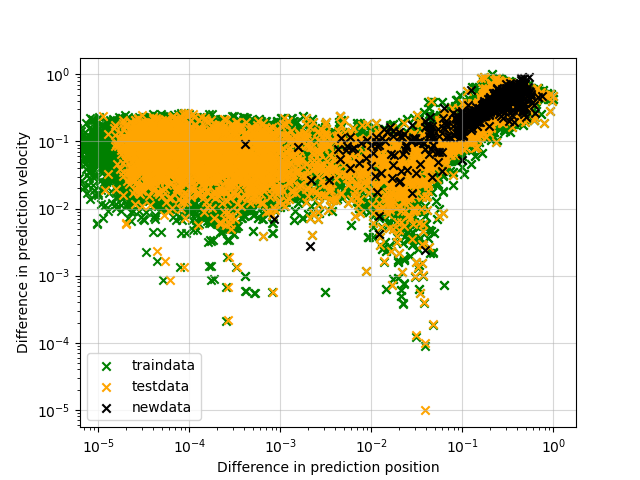 10⁰
10⁻¹
10⁻²
10⁻³
10⁻⁴
10⁻⁵
Difference in prediction velocity
traindata
testdata
newdata
10⁻⁵ 10⁻⁴ 10⁻³ 10⁻² 10⁻¹ 10⁰
Difference in prediction position